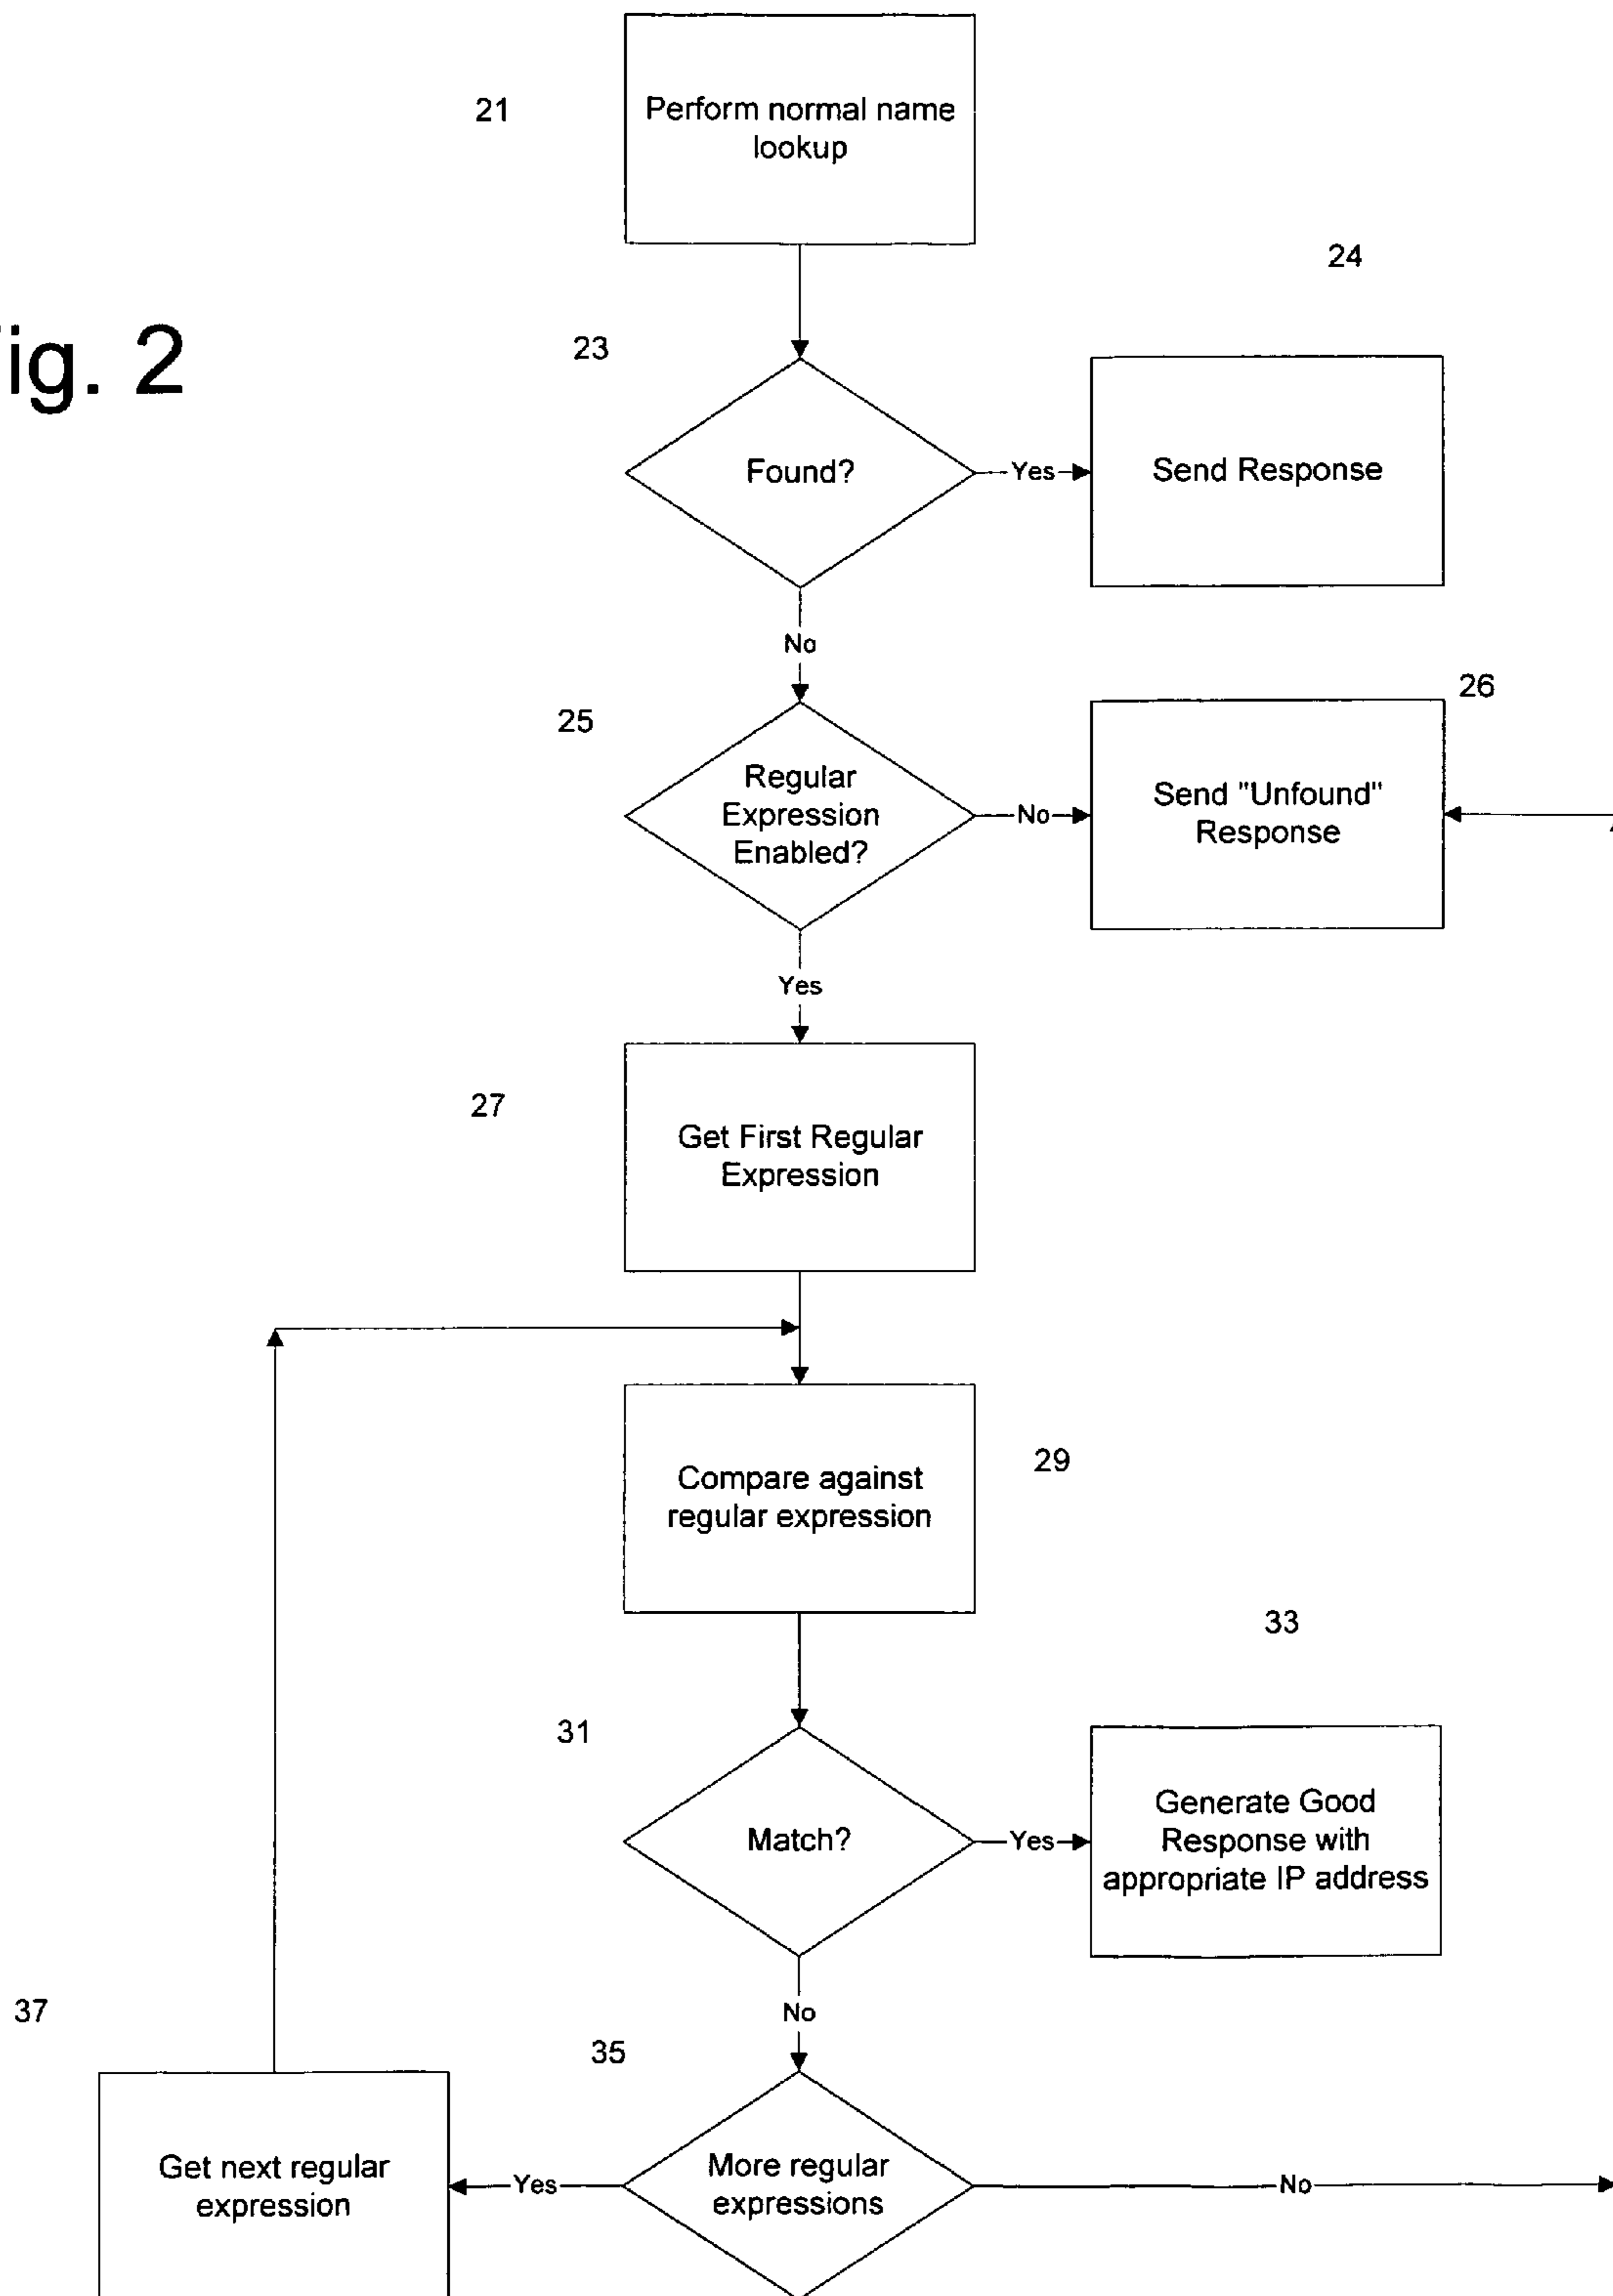 21
Perform normal name
lookup
24
ig. 2
23
Found?
Yes
Send Response
No
26
25
Regular
Expression
Enabled?
No
Send "Unfound"
Response
Yes
27
Get First Regular
Expression
29
Compare against
regular expression
33
31
Match?
Yes
Generate Good
Response with
appropriate IP address
No
37
35
Get next regular
expression
Yes
More regular
expressions
No